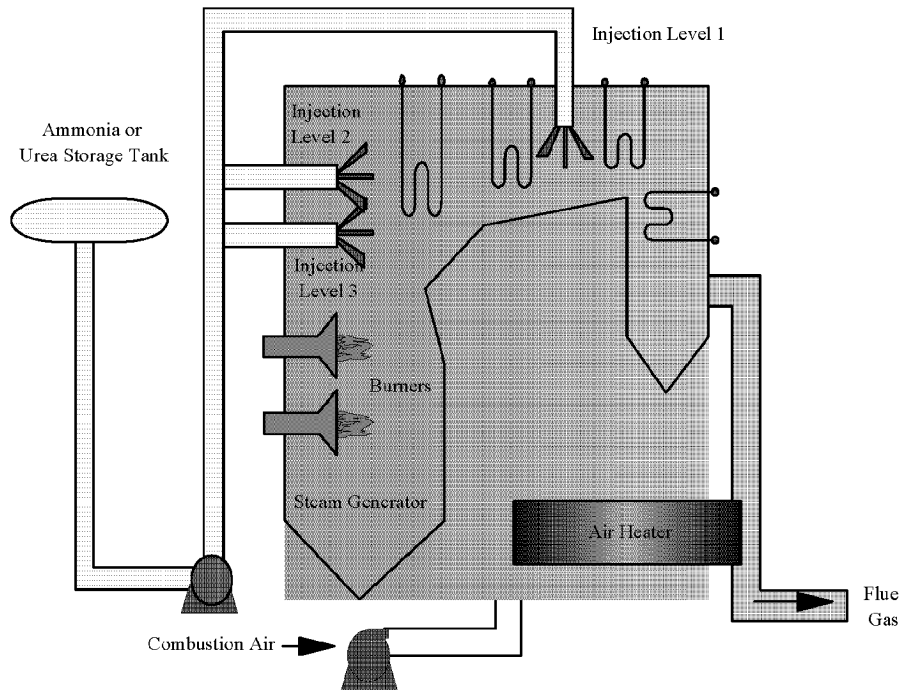 Injection Level 1
Injection
Level 2
Ammonia or
Urea Storage Tank
Injection
Level 3
Burners
Steam Generator
Air Heater
Flue
Gas
Combustion Air